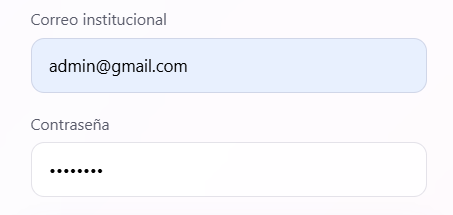 Correo institucional
admin@gmail.com
Contraseña
••••••••